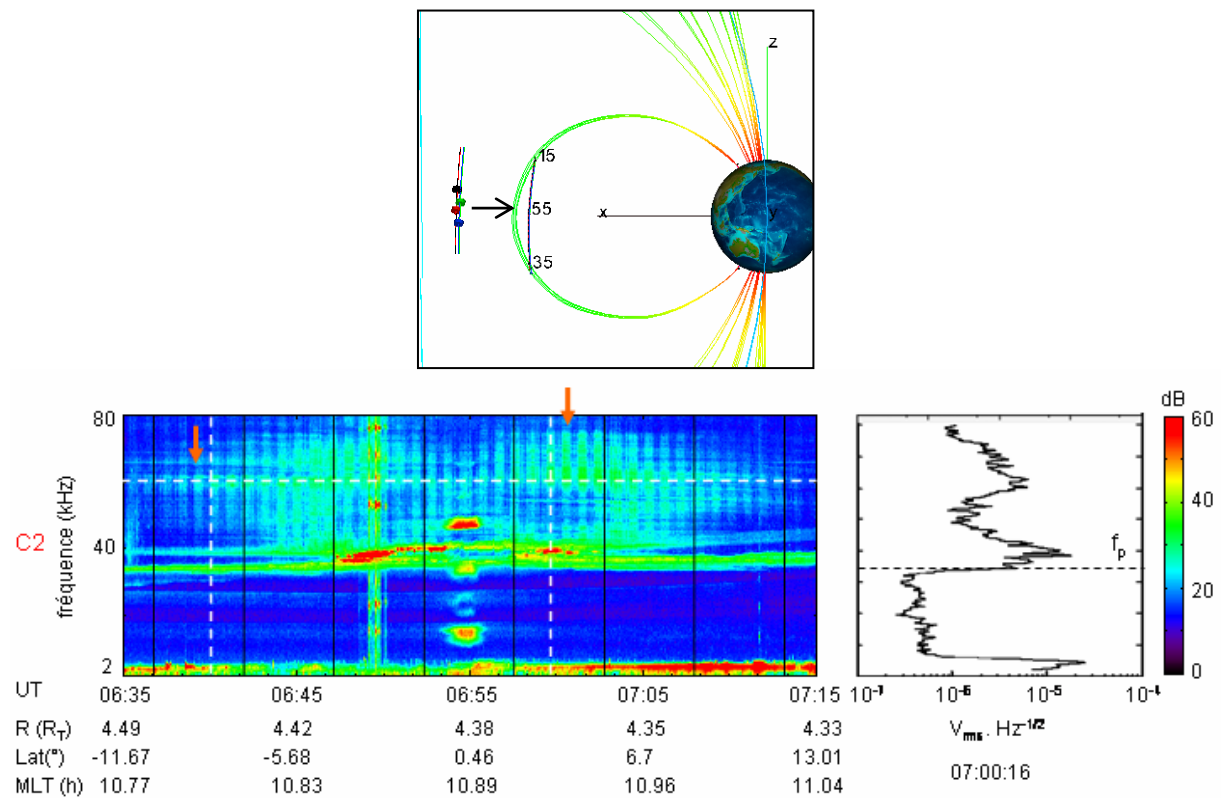 z
15
55
x
y
35
dB
80
60
40
fréquence (kHz)
C2
40
f_p
20
2
0
UT
06:35 06:45 06:55 07:05 07:15
10⁻⁷ 10⁻⁶ 10⁻⁵ 10⁻⁴
R (R_T) 4.49 4.42 4.38 4.35 4.33
V_rms . Hz^-1/2
Lat(°) -11.67 -5.68 0.46 6.7 13.01
07:00:16
MLT (h) 10.77 10.83 10.89 10.96 11.04